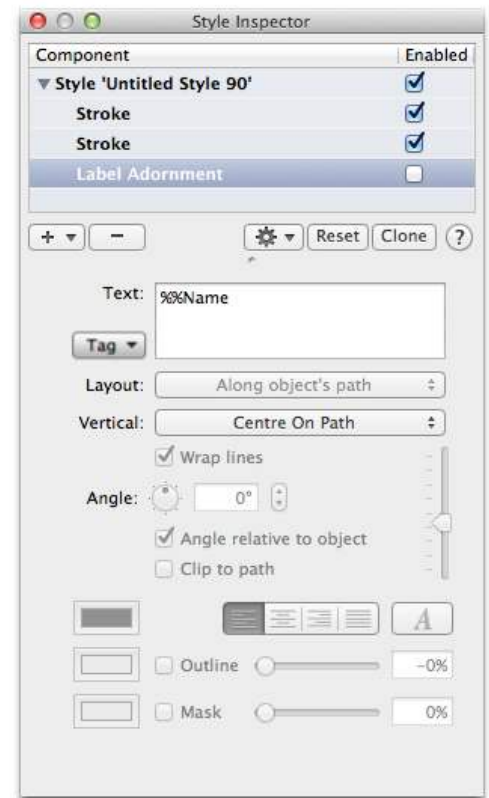 Style Inspector
Component Enabled
Style 'Untitled Style 90'
Stroke
Stroke
Label Adornment
+ −
Reset Clone ?
Text: %%Name
Tag
Layout: Along object's path
Vertical: Centre On Path
Wrap lines
Angle: 0°
Angle relative to object
Clip to path
A
Outline -0%
Mask 0%